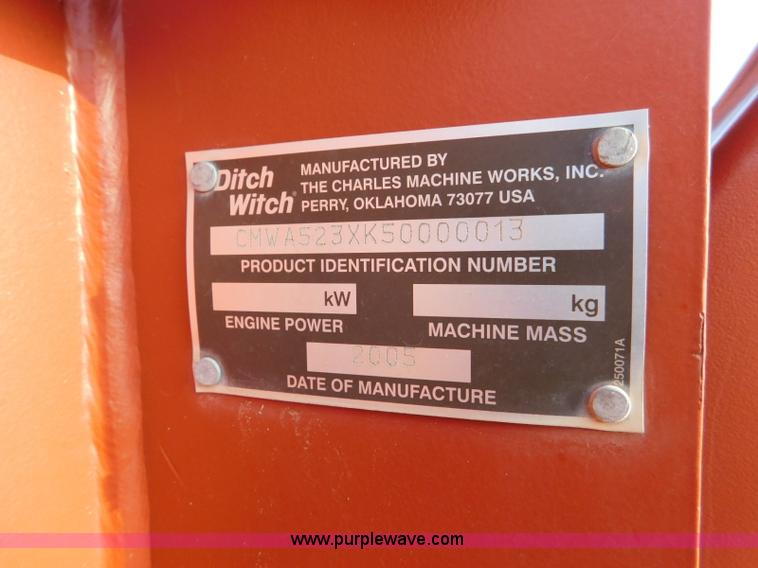 Ditch Witch®
MANUFACTURED BY
THE CHARLES MACHINE WORKS, INC.
PERRY, OKLAHOMA 73077 USA
CMWA523XK50000013
PRODUCT IDENTIFICATION NUMBER
kW
ENGINE POWER
kg
MACHINE MASS
2005
DATE OF MANUFACTURE
250071A
www.purplewave.com